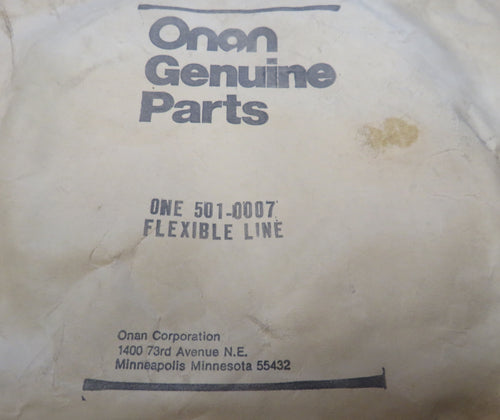 Onan
Genuine
Parts
ONE 501-0007
FLEXIBLE LINE
Onan Corporation
1400 73rd Avenue N.E.
Minneapolis Minnesota 55432